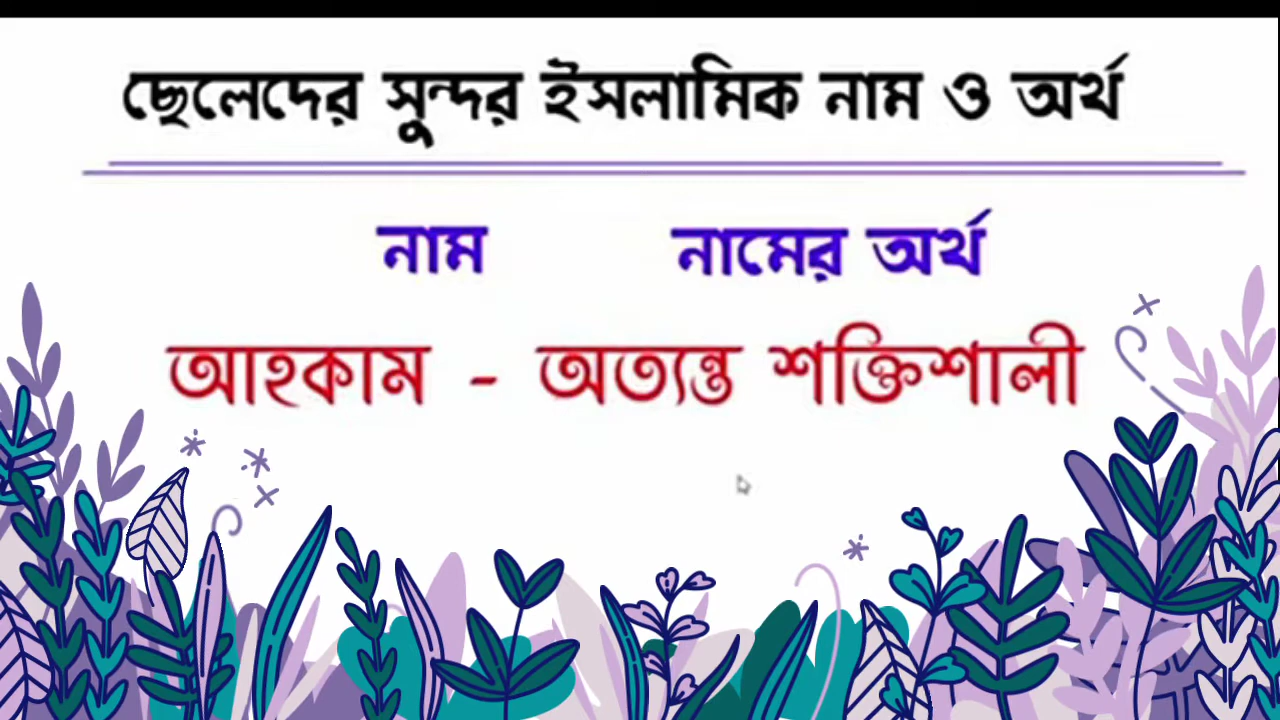 ছেলেদের সুন্দর ইসলামিক নাম ও অর্থ
নাম নামের অর্থ
আহকাম - অত্যন্ত শক্তিশালী